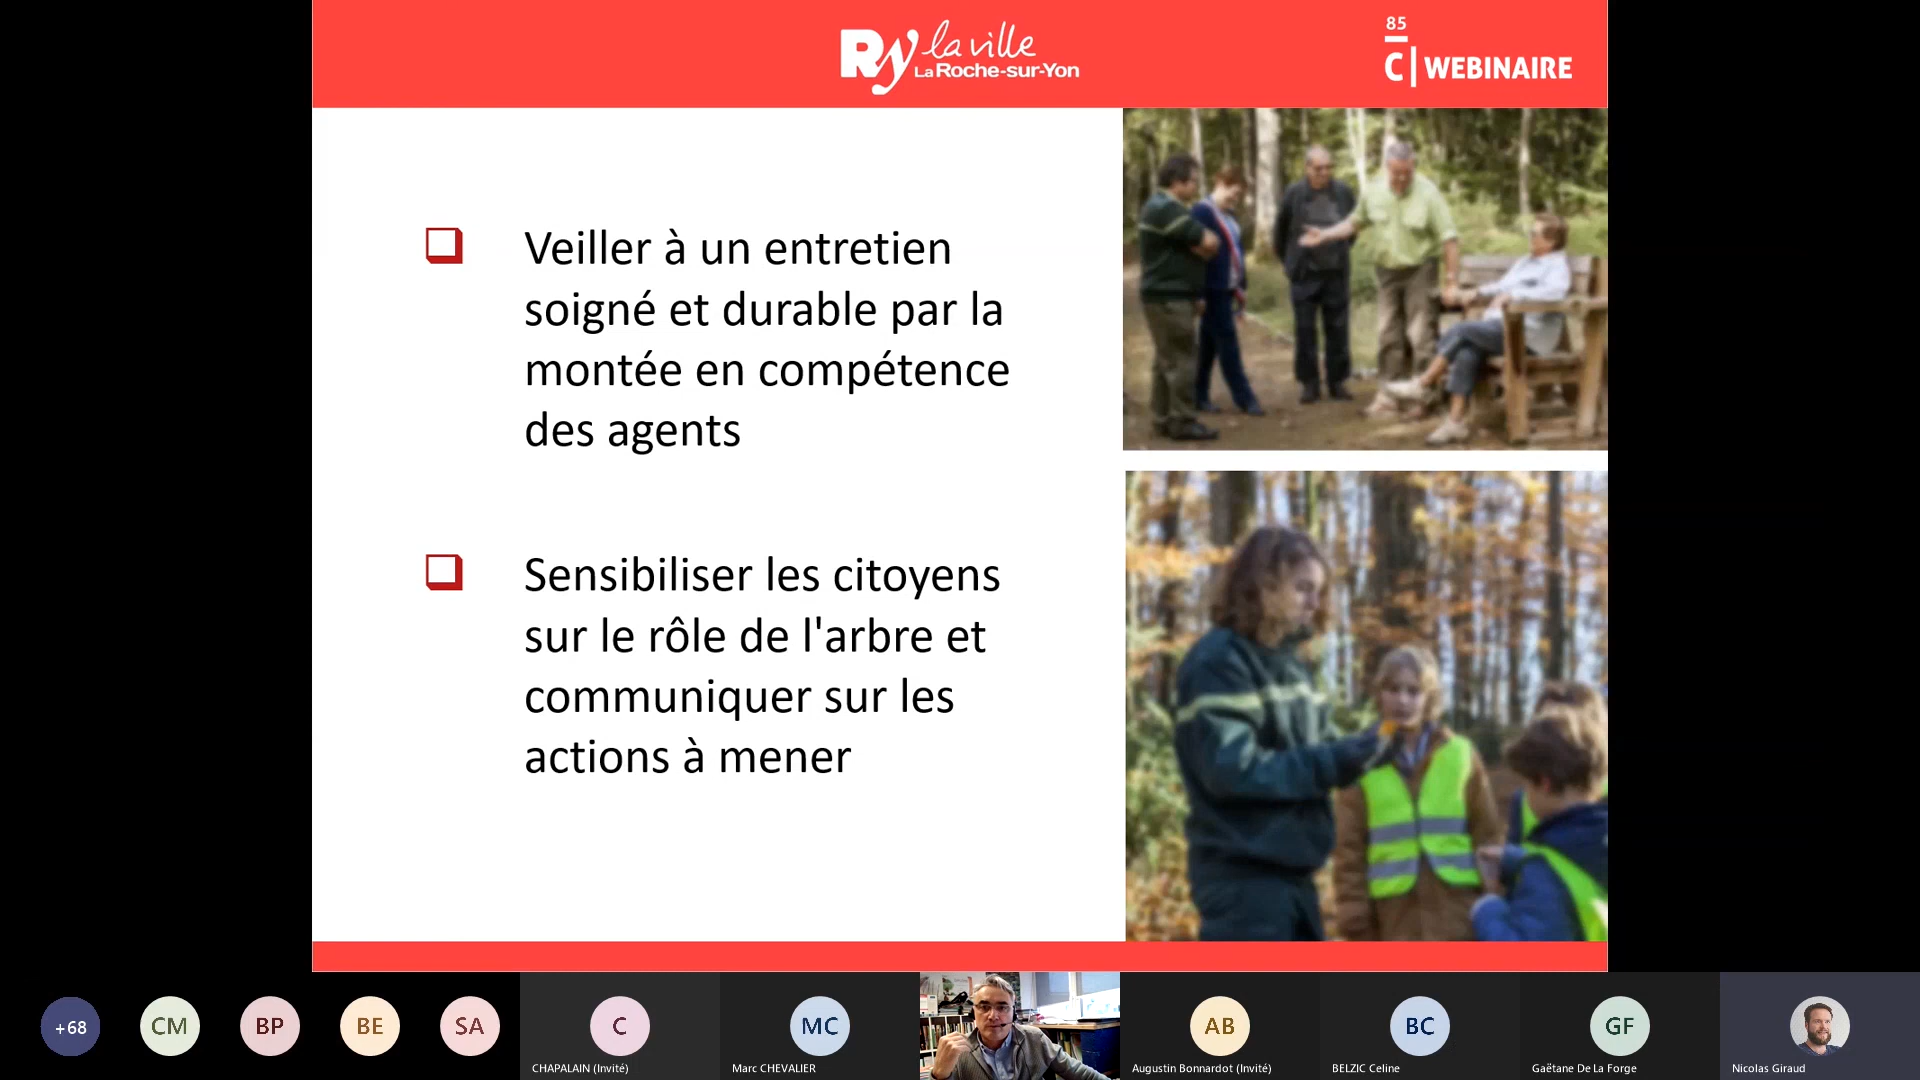 Ry la ville
La Roche-sur-Yon
85
C WEBINAIRE
Veiller à un entretien
soigné et durable par la
montée en compétence
des agents
Sensibiliser les citoyens
sur le rôle de l'arbre et
communiquer sur les
actions à mener
+68
CM
BP
BE
SA
C
MC
AB
BC
GF
CHAPALAIN (Invité)
Marc CHEVALIER
Augustin Bonnardot (Invité)
BELZIC Celine
Gaëtane De La Forge
Nicolas Giraud